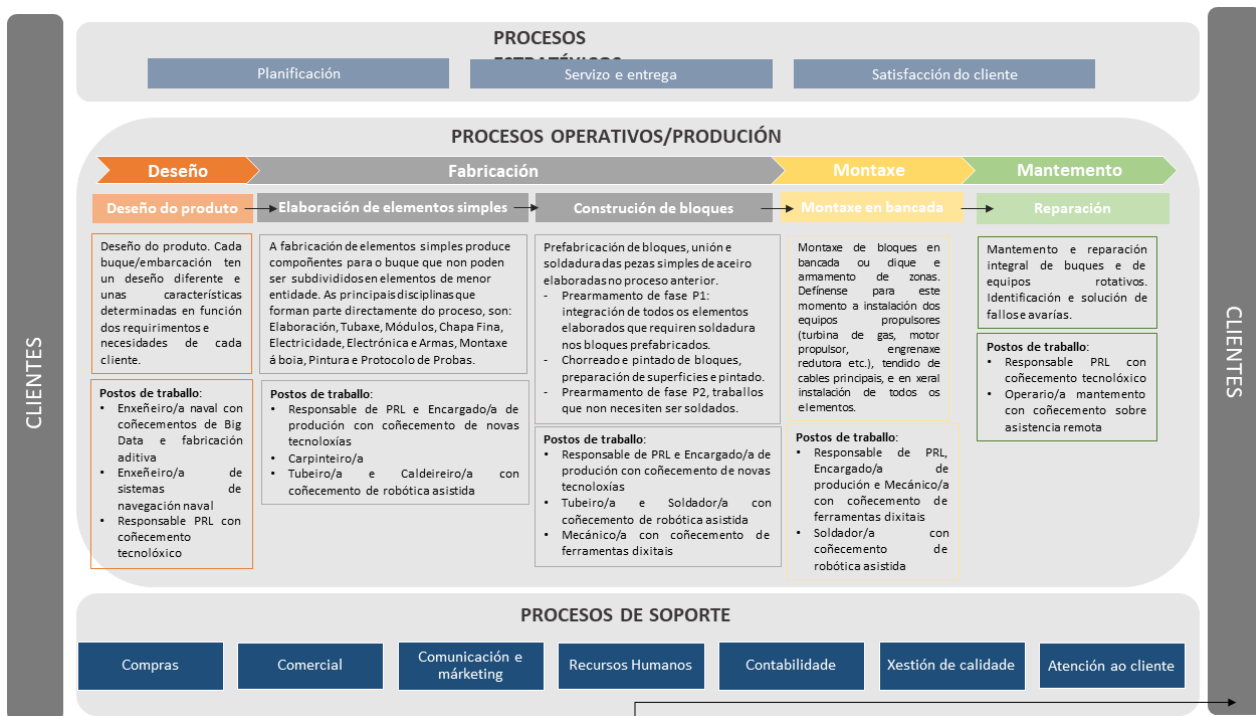 CLIENTES
PROCESOS
ESTRATÉXICOS
Planificación
Servizo e entrega
Satisfacción do cliente
PROCESOS OPERATIVOS/PRODUCIÓN
Deseño
Fabricación
Montaxe
Mantemento
Deseño do produto
Elaboración de elementos simples
Construción de bloques
Montaxe en bancada
Reparación
Deseño do produto. Cada
buque/embarcación ten
un deseño diferente e
unas características
determinadas en función
dos requirimentos e
necesidades de cada
cliente.
Postos de traballo:
• Enxeñeiro/a naval con
coñecementos de Big
Data e fabricación
aditiva
• Enxeñeiro/a de
sistemas de
navegación naval
• Responsable PRL con
coñecemento
tecnolóxico
A fabricación de elementos simples produce
compoñentes para o buque que non poden
ser subdivididos en elementos de menor
entidade. As principais disciplinas que
forman parte directamente do proceso, son:
Elaboración, Tubaxe, Módulos, Chapa Fina,
Electricidade, Electrónica e Armas, Montaxe
á boia, Pintura e Protocolo de Probas.
Postos de traballo:
• Responsable de PRL e Encargado/a de
produción con coñecemento de novas
tecnoloxías
• Carpinteiro/a
• Tubeiro/a e Caldeireiro/a con
coñecemento de robótica asistida
Prefabricación de bloques, unión e
soldadura das pezas simples de aceiro
elaboradas no proceso anterior.
- Prearmamento de fase P1:
integración de todos os elementos
elaborados que requiren soldadura
nos bloques prefabricados.
- Chorreado e pintado de bloques,
preparación de superficies e pintado.
- Prearmamento de fase P2, traballos
que non necesiten ser soldados.
Postos de traballo:
• Responsable de PRL e Encargado/a de
produción con coñecemento de novas
tecnoloxías
• Tubeiro/a e Soldador/a con
coñecemento de robótica asistida
• Mecánico/a con coñecemento de
ferramentas dixitais
Montaxe de bloques en
bancada ou dique e
armamento de zonas.
Defínense para este
momento a instalación dos
equipos propulsores
(turbina de gas, motor
propulsor, engrenaxe
redutora etc.), tendido de
cables principais, e en xeral
instalación de todos os
elementos.
Postos de traballo:
• Responsable de PRL,
Encargado/a de
produción e Mecánico/a
con coñecemento de
ferramentas dixitais
• Soldador/a con
coñecemento de
robótica asistida
Mantemento e reparación
integral de buques e de
equipos rotativos.
Identificación e solución de
fallos e avarías.
Postos de traballo:
• Responsable PRL con
coñecemento tecnolóxico
• Operario/a mantemento
con coñecemento sobre
asistencia remota
PROCESOS DE SOPORTE
Compras
Comercial
Comunicación e
márketing
Recursos Humanos
Contabilidade
Xestión de calidade
Atención ao cliente
CLIENTES